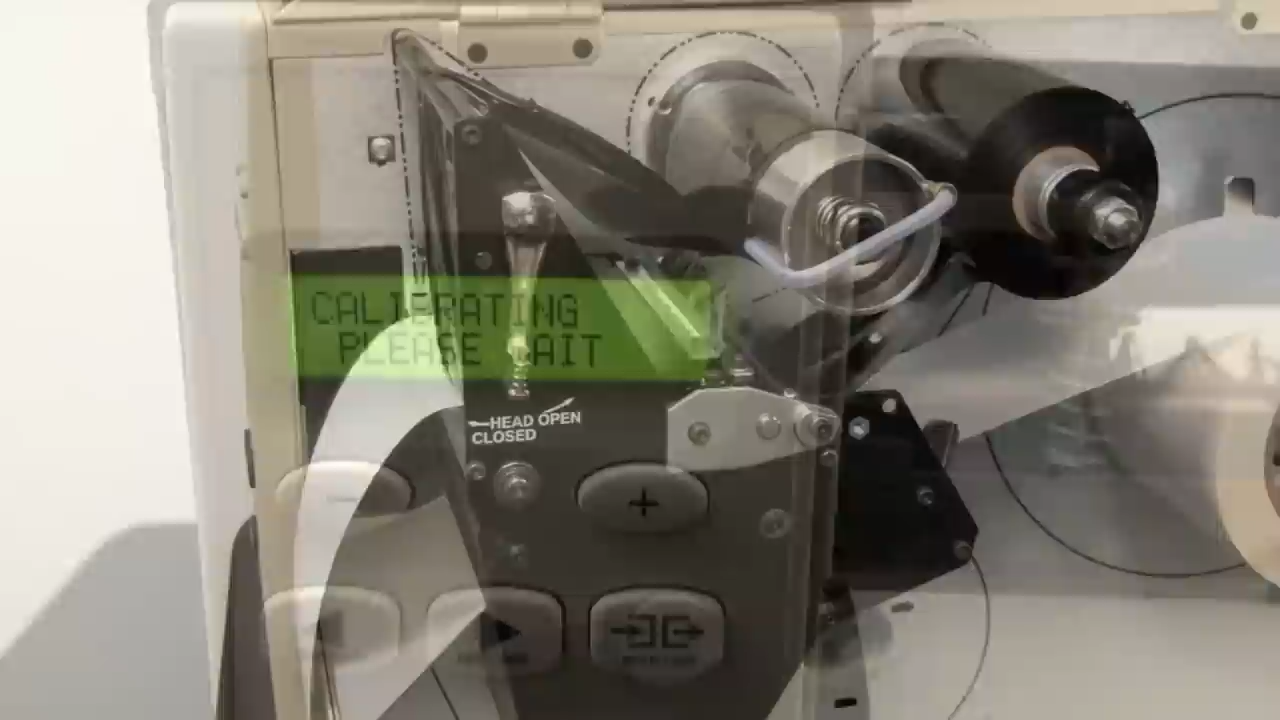 CALIBRATING
PLEASE WAIT
←HEAD OPEN
CLOSED
+